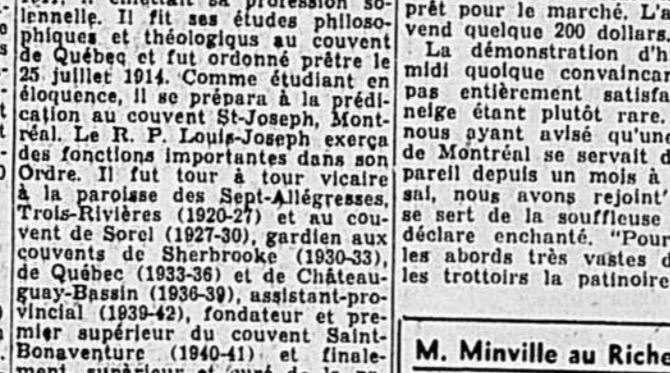 lennelle. Il fit ses études philoso-
phiques et théologiqus au couvent
de Québec et fut ordonné prêtre le
25 juillet 1914. Comme étudiant en
éloquence, il se prépara à la prédi-
cation au couvent St-Joseph, Mont-
réal. Le R. P. Louis-Joseph exerça
des fonctions importantes dans son
Ordre. Il fut tour à tour vicaire
à la paroisse des Sept-Allégresses,
Trois-Rivières (1920-27) et au cou-
vent de Sorel (1927-30), gardien aux
couvents de Sherbrooke (1930-33),
de Québec (1933-36) et de Château-
guay-Bassin (1936-39), assistant-pro-
vincial (1939-42), fondateur et pre-
mier supérieur du couvent Saint-
Bonaventure (1940-41) et finale-
ment, supérieur et curé de la
prêt pour le marché.
vend quelque 200 dollars.
La démonstration d'h
midi quoique convaincan
pas entièrement satisfa
neige étant plutôt rare.
nous ayant avisé qu'une
de Montréal se servait d
pareil depuis un mois à
sai, nous avons rejoint
se sert de la souffleuse
déclare enchanté. "Pour
les abords très vastes d
les trottoirs la patinoire
M. Minville au Riche